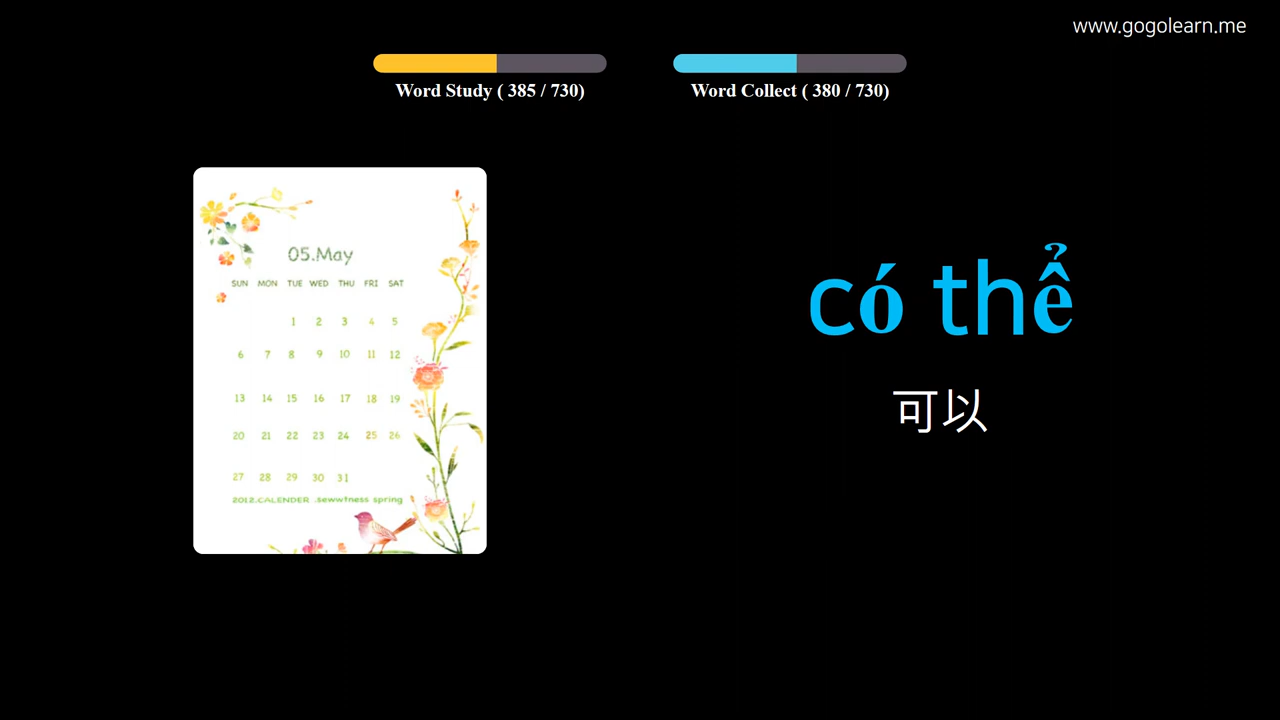 www.gogolearn.me
Word Study ( 385 / 730)
Word Collect ( 380 / 730)
05.May
SUN MON TUE WED THU FRI SAT
1 2 3 4 5
6 7 8 9 10 11 12
13 14 15 16 17 18 19
20 21 22 23 24 25 26
27 28 29 30 31
2012.CALENDER .sewwtness spring
có thể
可以